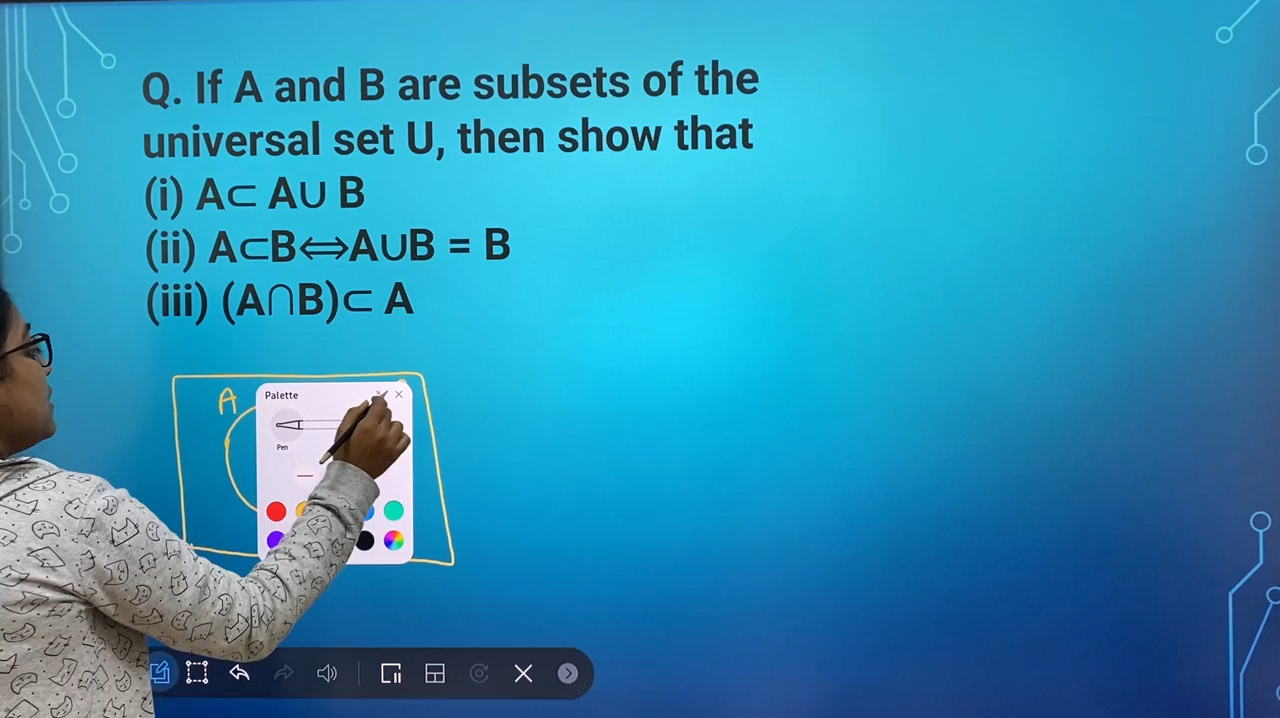 Q. If A and B are subsets of the
universal set U, then show that
(i) A⊂ A∪ B
(ii) A⊂B⟺A∪B = B
(iii) (A∩B)⊂ A
A
Palette
Pen